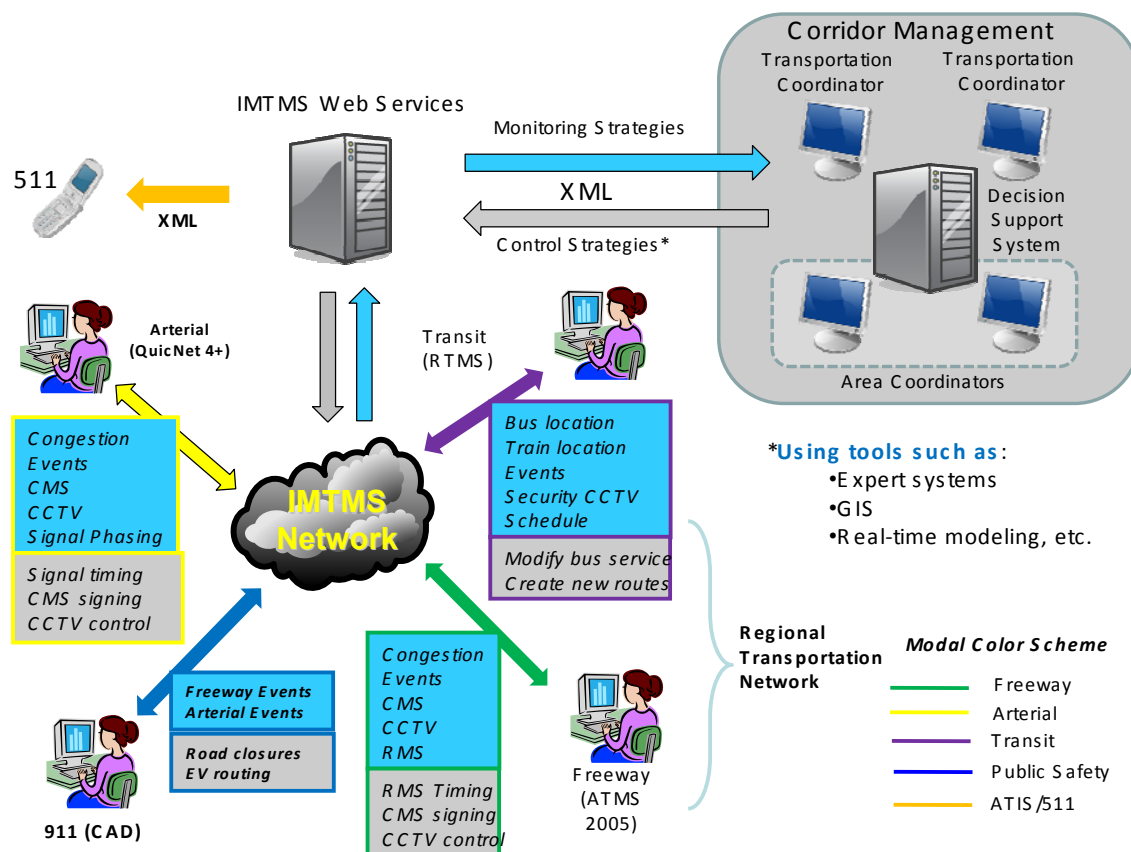 Corridor Management
Transportation
Coordinator
Transportation
Coordinator
IMTMS Web Services
Monitoring Strategies
511
XML
XML
Control Strategies*
Decision
Support
System
Area Coordinators
Arterial
(QuicNet 4+)
Transit
(RTMS)
Congestion
Events
CMS
CCTV
Signal Phasing
Signal timing
CMS signing
CCTV control
Bus location
Train location
Events
Security CCTV
Schedule
Modify bus service
Create new routes
*Using tools such as:
•Expert systems
•GIS
•Real-time modeling, etc.
IMTMS
Network
Freeway Events
Arterial Events
Road closures
EV routing
911 (CAD)
Congestion
Events
CMS
CCTV
RMS
RMS Timing
CMS signing
CCTV control
Freeway
(ATMS
2005)
Regional
Transportation
Network
Modal Color Scheme
Freeway
Arterial
Transit
Public Safety
ATIS/511